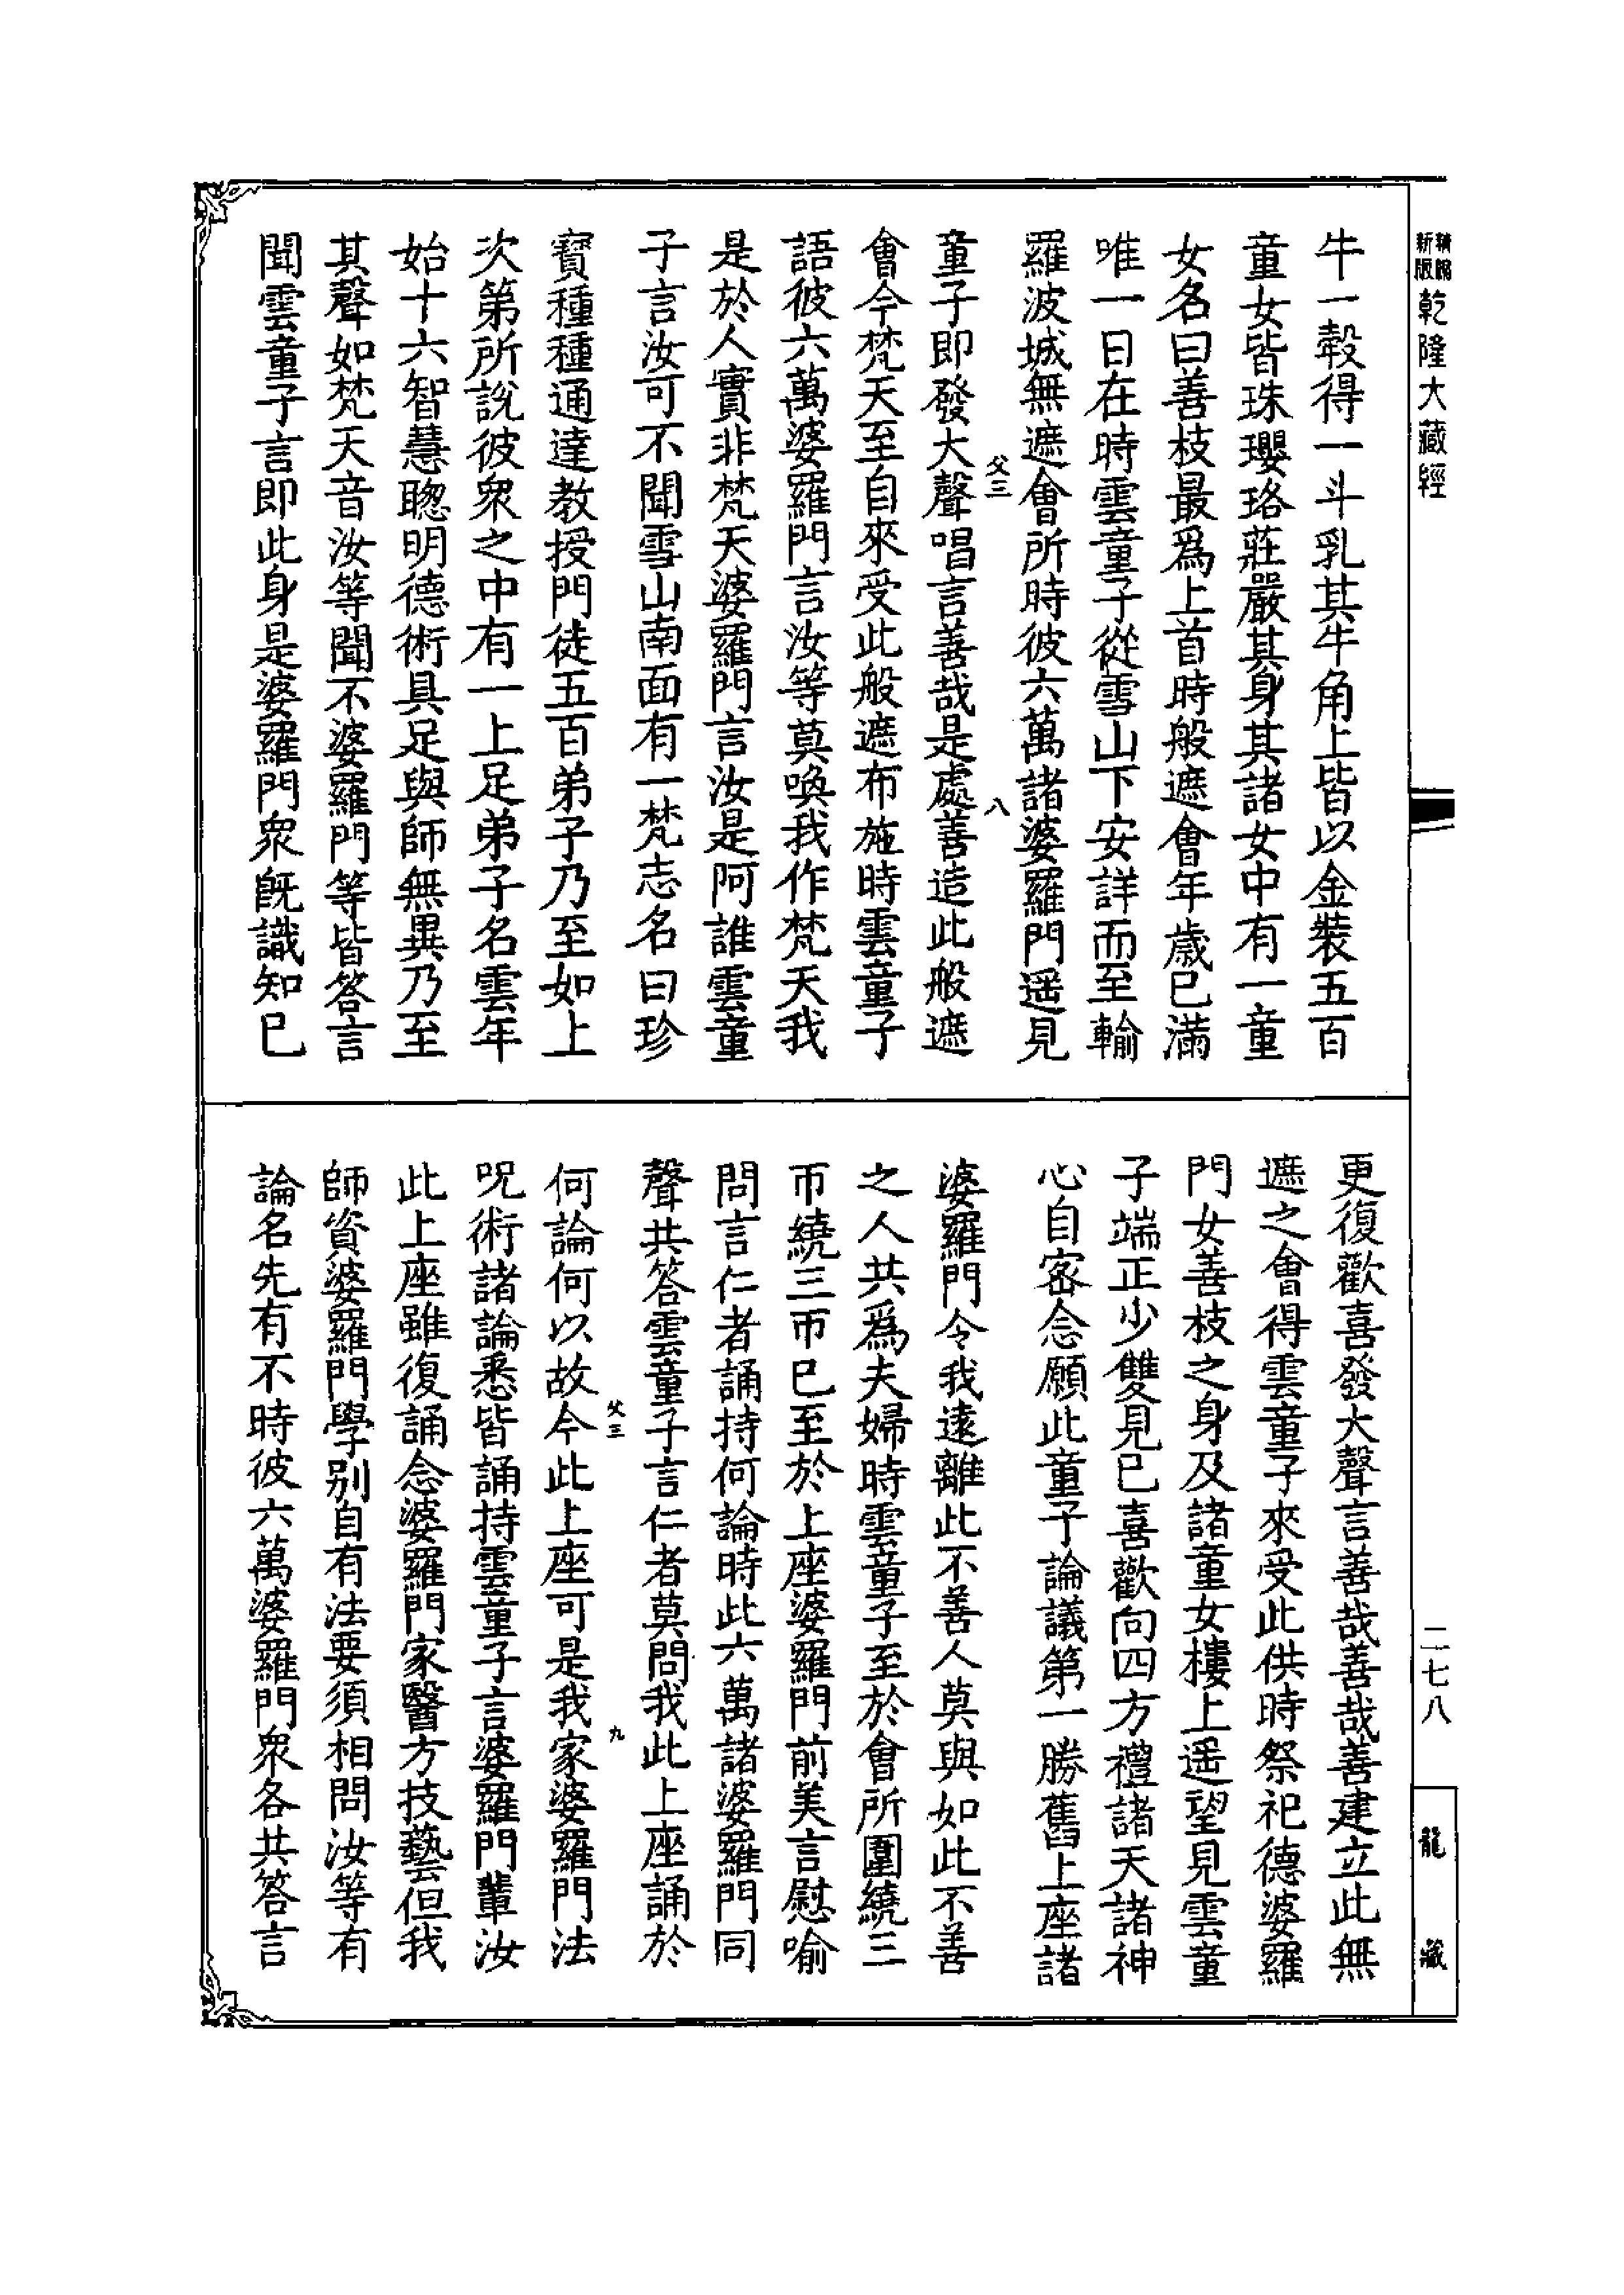 新版
精縮
乾隆大藏經
牛一𤛗得一斗乳其牛角上皆以金裝五百
童女皆珠瓔珞莊嚴其身其諸女中有一童
女名曰善枝最爲上首時般遮會年歲已滿
唯一日在時雲童子從雪山下安詳而至輸
羅波城無遮會所時彼六萬諸婆羅門遥見
父三
八
童子即發大聲唱言善哉是處善造此般遮
會今梵天至自來受此般遮布施時雲童子
語彼六萬婆羅門言汝等莫喚我作梵天我
是於人實非梵天婆羅門言汝是阿誰雲童
子言汝可不聞雪山南面有一梵志名曰珍
寳種種通達教授門徒五百弟子乃至如上
次第所說彼衆之中有一上足弟子名雲年
始十六智慧聰明德術具足與師無異乃至
其聲如梵天音汝等聞不婆羅門等皆答言
聞雲童子言即此身是婆羅門衆旣識知已
更復歡喜發大聲言善哉善哉善建立此無
遮之會得雲童子來受此供時祭祀德婆羅
門女善枝之身及諸童女樓上遥望見雲童
子端正少雙見已喜歡向四方禮諸天諸神
心自密念願此童子論議第一勝舊上座諸
婆羅門令我遠離此不善人莫與如此不善
之人共爲夫婦時雲童子至於會所圍繞三
帀繞三帀已至於上座婆羅門前美言慰喻
問言仁者誦持何論時此六萬諸婆羅門同
聲共答雲童子言仁者莫問我此上座誦於
父三
九
何論何以故今此上座可是我家婆羅門法
呪術諸論悉皆誦持雲童子言婆羅門輩汝
此上座雖復誦念婆羅門家醫方技藝但我
師資婆羅門學別自有法要須相問汝等有
論名先有不時彼六萬婆羅門衆各共答言
二七八
龍藏